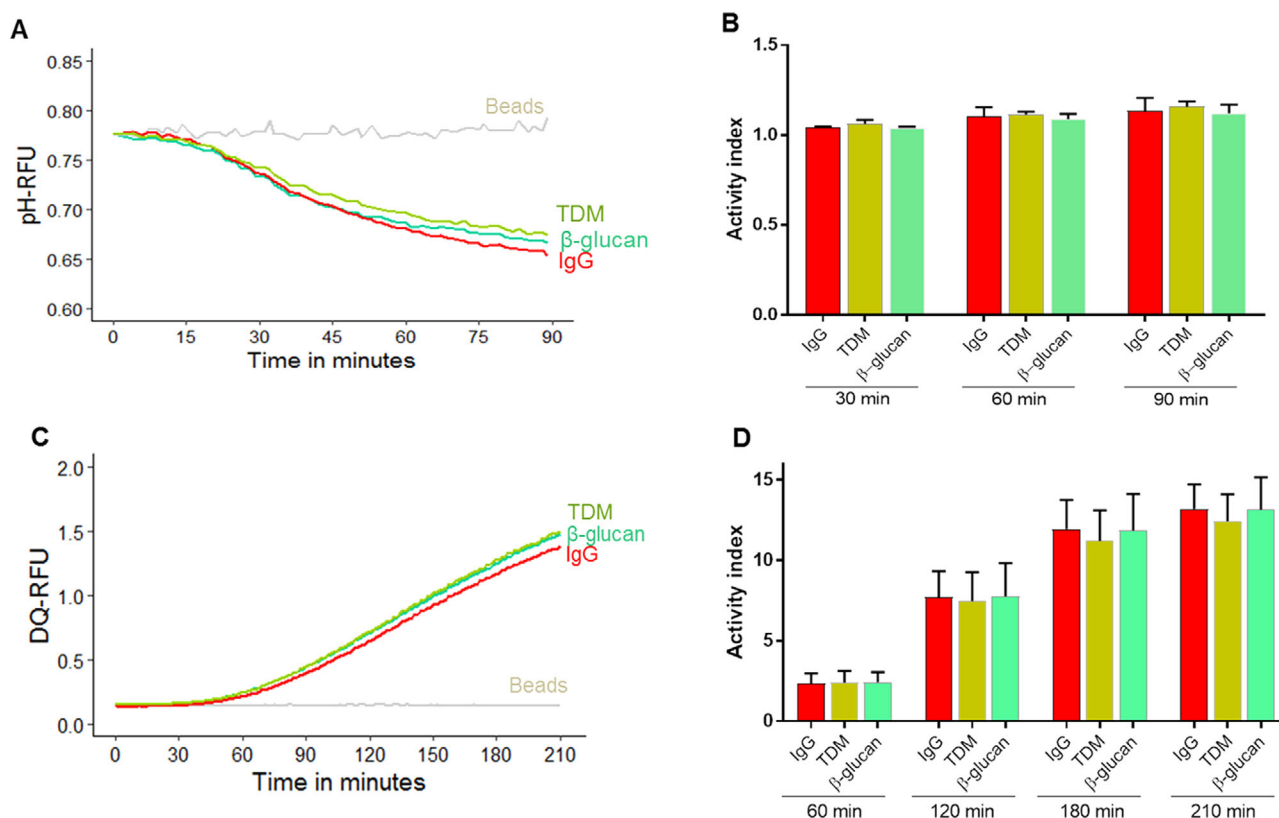 A
pH-RFU
0.85
0.80
0.75
0.70
0.65
0.60
Beads
TDM
β-glucan
IgG
0 15 30 45 60 75 90
Time in minutes
B
Activity index
1.5
1.0
0.5
0.0
IgG TDM β-glucan IgG TDM β-glucan IgG TDM β-glucan
30 min 60 min 90 min
C
DQ-RFU
2.0
1.5
1.0
0.5
0.0
TDM
β-glucan
IgG
Beads
0 30 60 90 120 150 180 210
Time in minutes
D
Activity index
15
10
5
0
IgG TDM β-glucan IgG TDM β-glucan IgG TDM β-glucan IgG TDM β-glucan
60 min 120 min 180 min 210 min